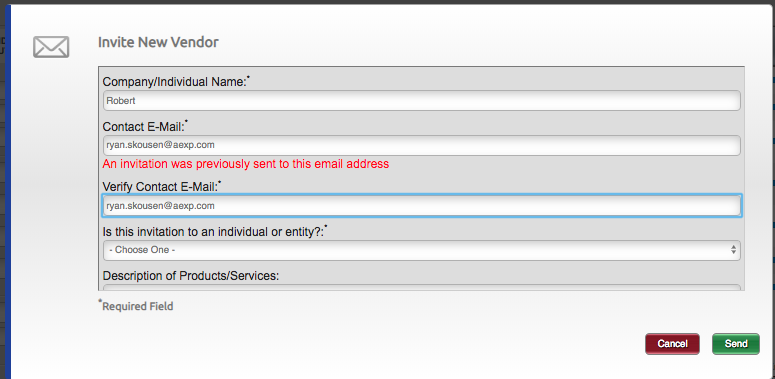 Invite New Vendor
Company/Individual Name:*
Robert
Contact E-Mail:*
ryan.skousen@aexp.com
An invitation was previously sent to this email address
Verify Contact E-Mail:*
ryan.skousen@aexp.com
Is this invitation to an individual or entity?:*
- Choose One -
Description of Products/Services:
*Required Field
Cancel
Send